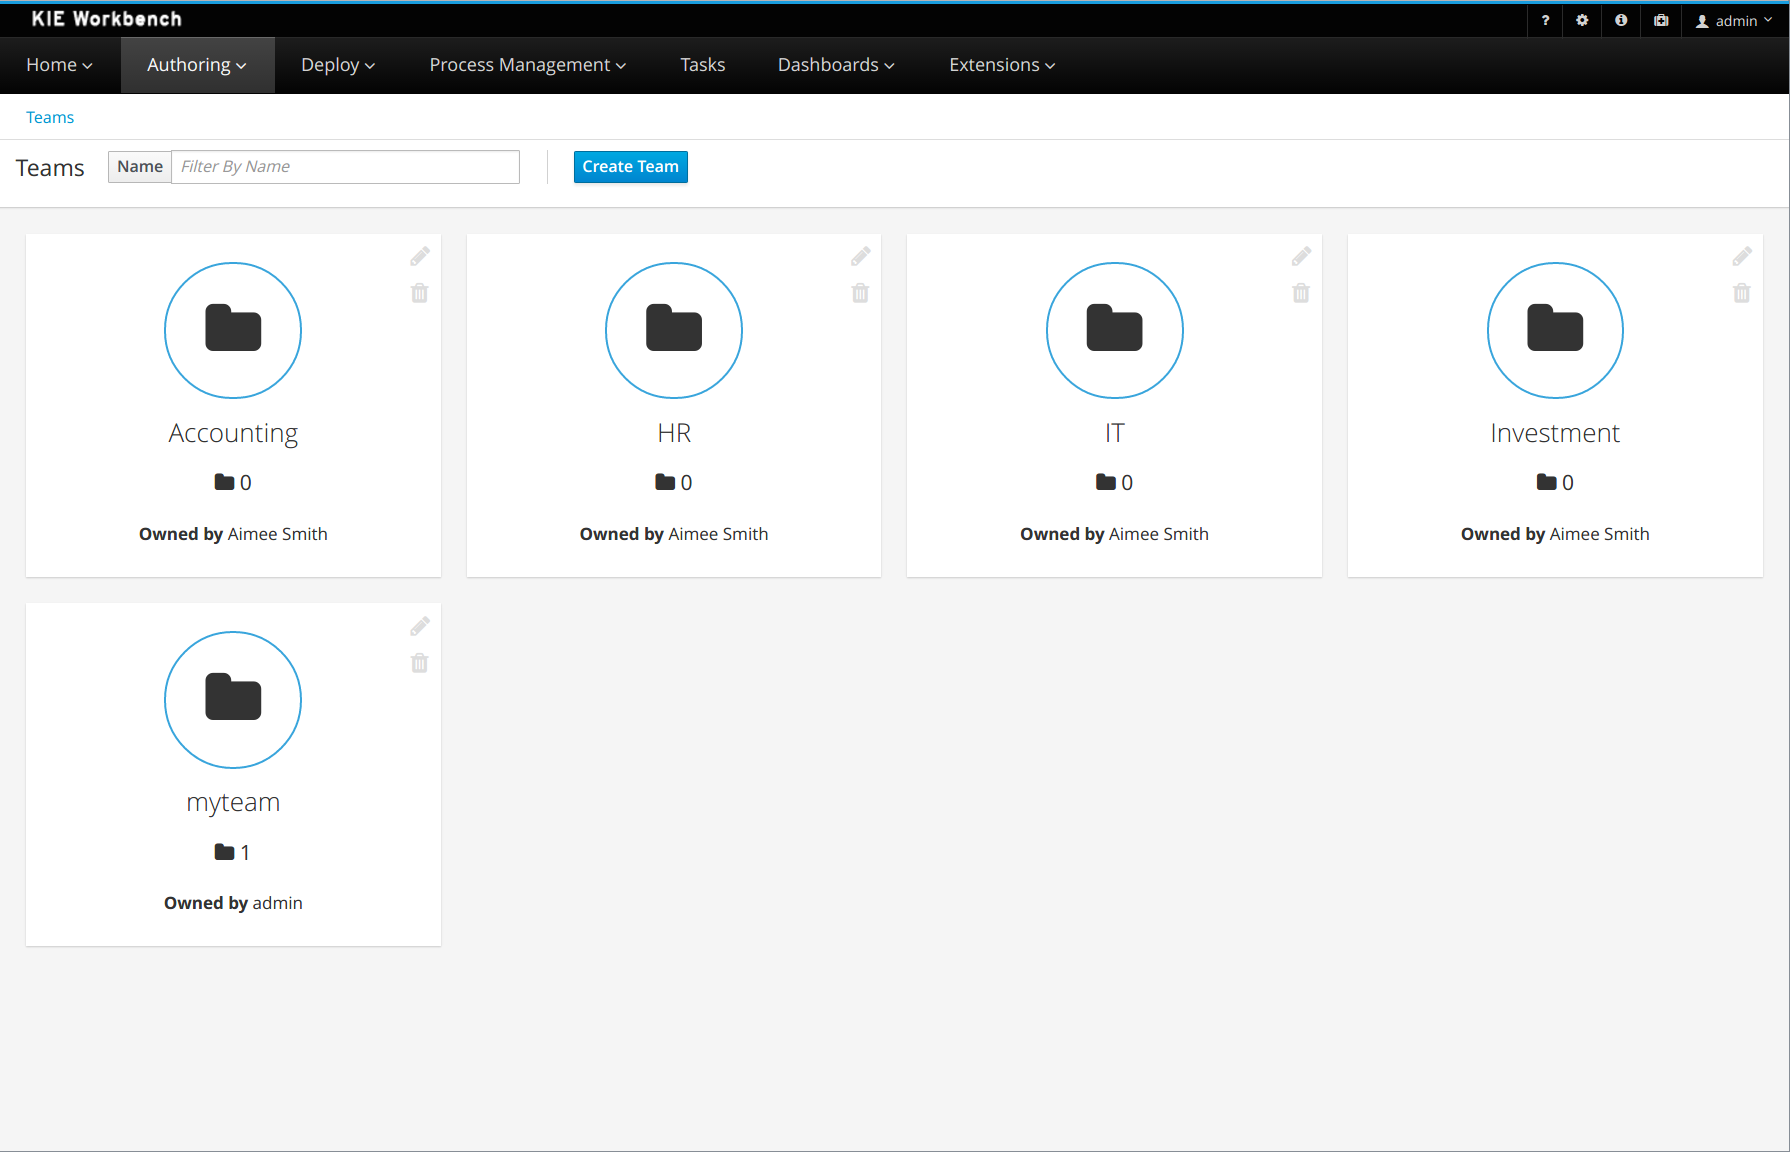 KIE Workbench
? admin
Home Authoring Deploy Process Management Tasks Dashboards Extensions
Teams
Teams Name Filter By Name Create Team
Accounting
0
Owned by Aimee Smith
HR
0
Owned by Aimee Smith
IT
0
Owned by Aimee Smith
Investment
0
Owned by Aimee Smith
myteam
1
Owned by admin